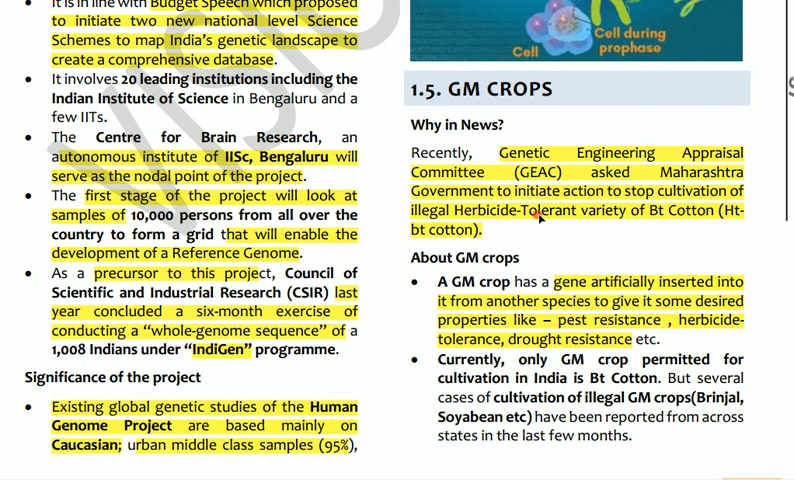 It is in line with Budget Speech which proposed
to initiate two new national level Science
Schemes to map India's genetic landscape to
create a comprehensive database.
• It involves 20 leading institutions including the
Indian Institute of Science in Bengaluru and a
few IITs.
• The Centre for Brain Research, an
autonomous institute of IISc, Bengaluru will
serve as the nodal point of the project.
• The first stage of the project will look at
samples of 10,000 persons from all over the
country to form a grid that will enable the
development of a Reference Genome.
• As a precursor to this project, Council of
Scientific and Industrial Research (CSIR) last
year concluded a six-month exercise of
conducting a “whole-genome sequence” of a
1,008 Indians under “IndiGen” programme.
Significance of the project
• Existing global genetic studies of the Human
Genome Project are based mainly on
Caucasian; urban middle class samples (95%),
Cell
Cell during
prophase
1.5. GM CROPS
Why in News?
Recently, Genetic Engineering Appraisal
Committee (GEAC) asked Maharashtra
Government to initiate action to stop cultivation of
illegal Herbicide-Tolerant variety of Bt Cotton (Ht-
bt cotton).
About GM crops
• A GM crop has a gene artificially inserted into
it from another species to give it some desired
properties like – pest resistance , herbicide-
tolerance, drought resistance etc.
• Currently, only GM crop permitted for
cultivation in India is Bt Cotton. But several
cases of cultivation of illegal GM crops(Brinjal,
Soyabean etc) have been reported from across
states in the last few months.